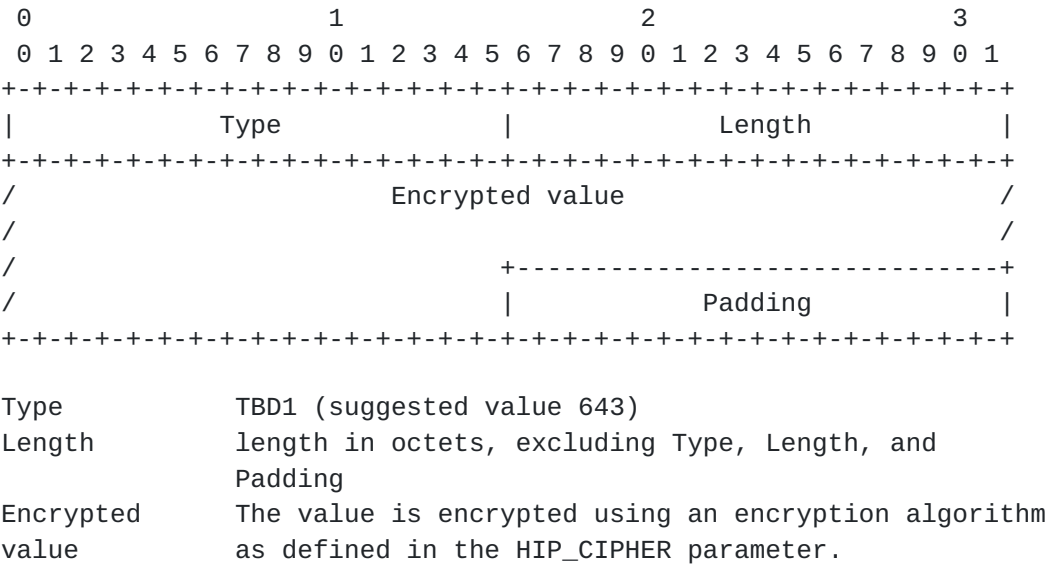 0                   1                   2                   3
 0 1 2 3 4 5 6 7 8 9 0 1 2 3 4 5 6 7 8 9 0 1 2 3 4 5 6 7 8 9 0 1
+-+-+-+-+-+-+-+-+-+-+-+-+-+-+-+-+-+-+-+-+-+-+-+-+-+-+-+-+-+-+-+-+
|             Type              |             Length            |
+-+-+-+-+-+-+-+-+-+-+-+-+-+-+-+-+-+-+-+-+-+-+-+-+-+-+-+-+-+-+-+-+
/                        Encrypted value                        /
/                                                               /
/                               +-------------------------------+
/                               |            Padding            |
+-+-+-+-+-+-+-+-+-+-+-+-+-+-+-+-+-+-+-+-+-+-+-+-+-+-+-+-+-+-+-+-+

Type           TBD1 (suggested value 643)
Length         length in octets, excluding Type, Length, and
               Padding
Encrypted      The value is encrypted using an encryption algorithm
value          as defined in the HIP_CIPHER parameter.